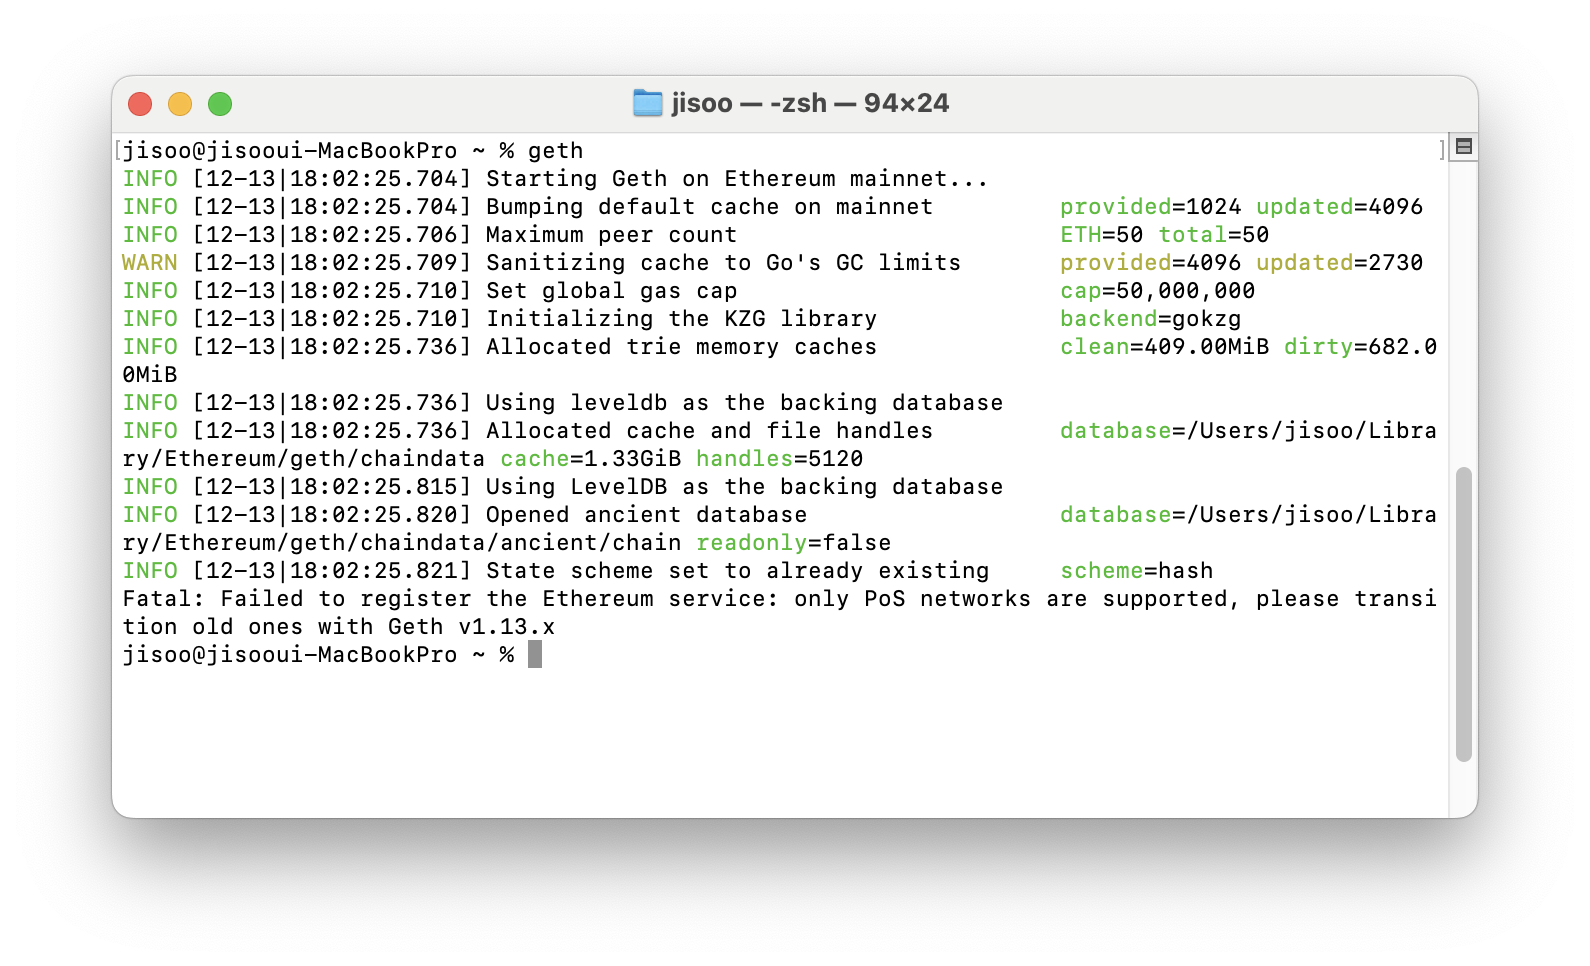 jisoo — -zsh — 94×24
jisoo@jisooui-MacBookPro ~ % geth
INFO [12-13|18:02:25.704] Starting Geth on Ethereum mainnet...
INFO [12-13|18:02:25.704] Bumping default cache on mainnet         provided=1024 updated=4096
INFO [12-13|18:02:25.706] Maximum peer count                       ETH=50 total=50
WARN [12-13|18:02:25.709] Sanitizing cache to Go's GC limits       provided=4096 updated=2730
INFO [12-13|18:02:25.710] Set global gas cap                       cap=50,000,000
INFO [12-13|18:02:25.710] Initializing the KZG library             backend=gokzg
INFO [12-13|18:02:25.736] Allocated trie memory caches             clean=409.00MiB dirty=682.0
0MiB
INFO [12-13|18:02:25.736] Using leveldb as the backing database
INFO [12-13|18:02:25.736] Allocated cache and file handles         database=/Users/jisoo/Libra
ry/Ethereum/geth/chaindata cache=1.33GiB handles=5120
INFO [12-13|18:02:25.815] Using LevelDB as the backing database
INFO [12-13|18:02:25.820] Opened ancient database                  database=/Users/jisoo/Libra
ry/Ethereum/geth/chaindata/ancient/chain readonly=false
INFO [12-13|18:02:25.821] State scheme set to already existing     scheme=hash
Fatal: Failed to register the Ethereum service: only PoS networks are supported, please transi
tion old ones with Geth v1.13.x
jisoo@jisooui-MacBookPro ~ %